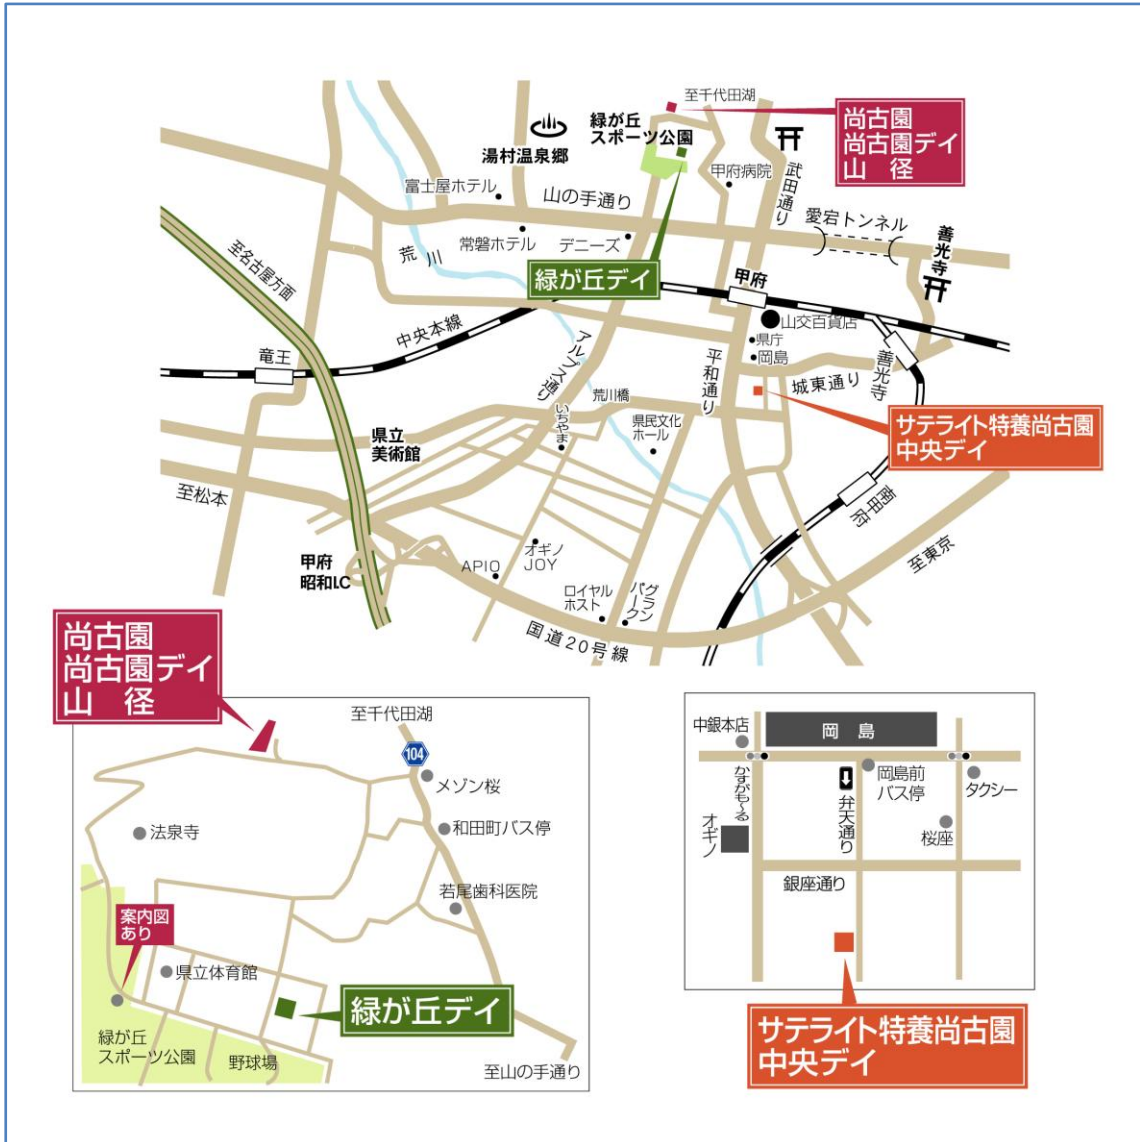 至千代田湖
尚古園
尚古園デイ
山 径
緑が丘
スポーツ公園
湯村温泉郷
甲府病院
武田通り
富士屋ホテル
山の手通り
愛宕トンネル
善光寺
常磐ホテル
デニーズ
荒川
至名古屋方面
緑が丘デイ
甲府
山交百貨店
中央本線
県庁
岡島
竜王
アルプス通り
平和通り
城東通り
善光寺
荒川橋
いちやま
県民文化
ホール
サテライト特養尚古園
中央デイ
県立
美術館
至松本
南甲府
至東京
甲府
昭和I.C
オギノ
JOY
APIO
ロイヤル
ホスト
グラン
パーク
国道20号線
尚古園
尚古園デイ
山 径
至千代田湖
104
メゾン桜
法泉寺
和田町バス停
若尾歯科医院
案内図
あり
県立体育館
緑が丘デイ
緑が丘
スポーツ公園
野球場
至山の手通り
中銀本店
岡 島
かすがも~る
岡島前
バス停
タクシー
弁天通り
オギノ
桜座
銀座通り
サテライト特養尚古園
中央デイ